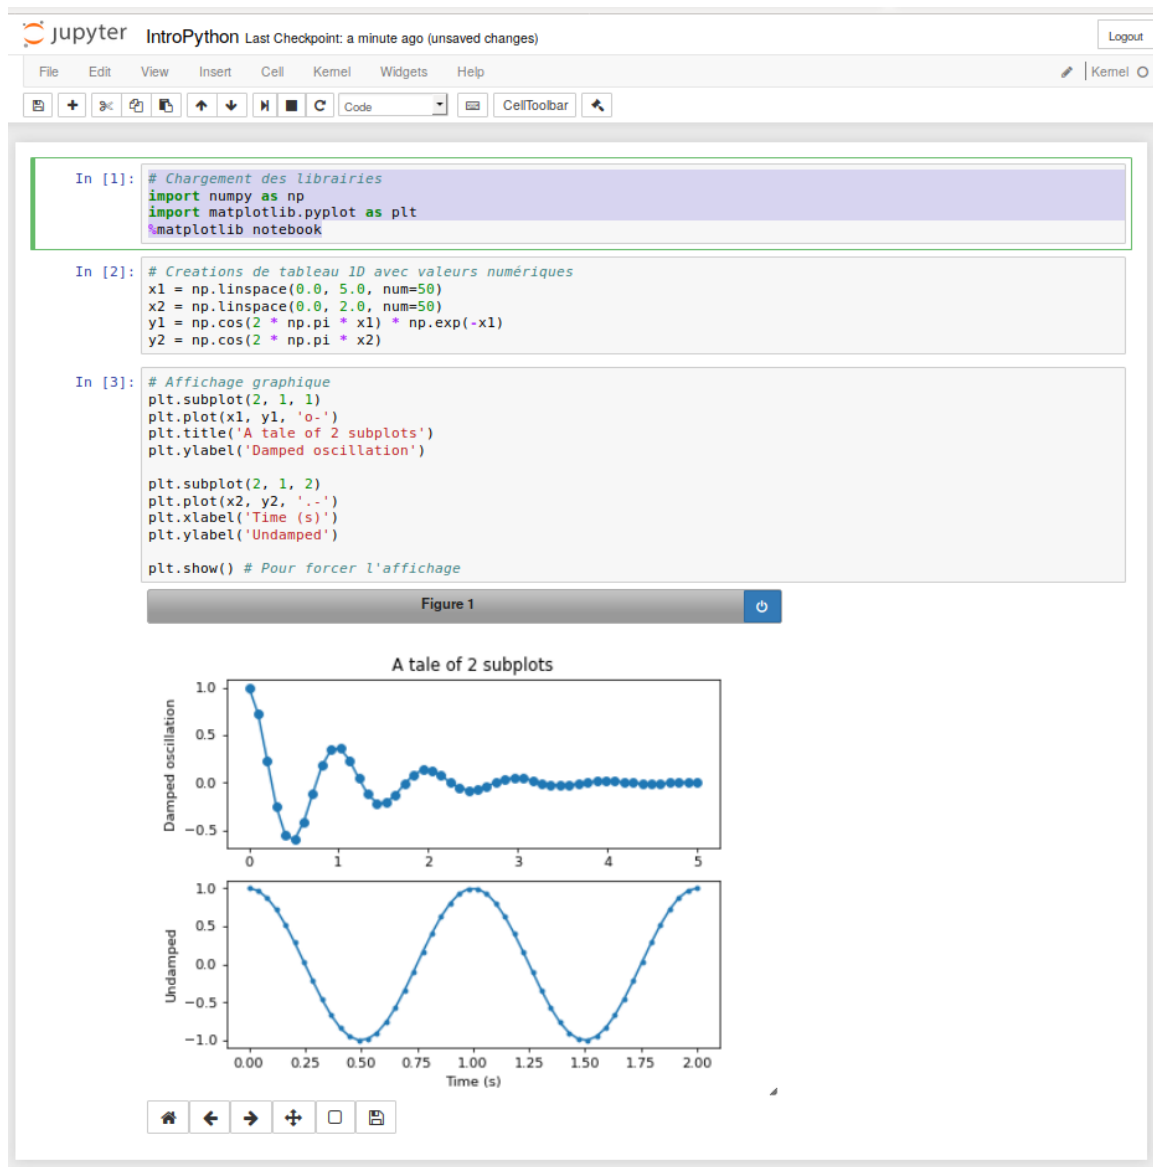 jupyter IntroPython Last Checkpoint: a minute ago (unsaved changes) Logout
File Edit View Insert Cell Kernel Widgets Help Kernel
Code CellToolbar
In [1]: # Chargement des librairies
import numpy as np
import matplotlib.pyplot as plt
%matplotlib notebook
In [2]: # Creations de tableau 1D avec valeurs numériques
x1 = np.linspace(0.0, 5.0, num=50)
x2 = np.linspace(0.0, 2.0, num=50)
y1 = np.cos(2 * np.pi * x1) * np.exp(-x1)
y2 = np.cos(2 * np.pi * x2)
In [3]: # Affichage graphique
plt.subplot(2, 1, 1)
plt.plot(x1, y1, 'o-')
plt.title('A tale of 2 subplots')
plt.ylabel('Damped oscillation')
plt.subplot(2, 1, 2)
plt.plot(x2, y2, '.-')
plt.xlabel('Time (s)')
plt.ylabel('Undamped')
plt.show() # Pour forcer l'affichage
Figure 1
A tale of 2 subplots
Damped oscillation
1.0
0.5
0.0
−0.5
0 1 2 3 4 5
Undamped
1.0
0.5
0.0
−0.5
−1.0
0.00 0.25 0.50 0.75 1.00 1.25 1.50 1.75 2.00
Time (s)